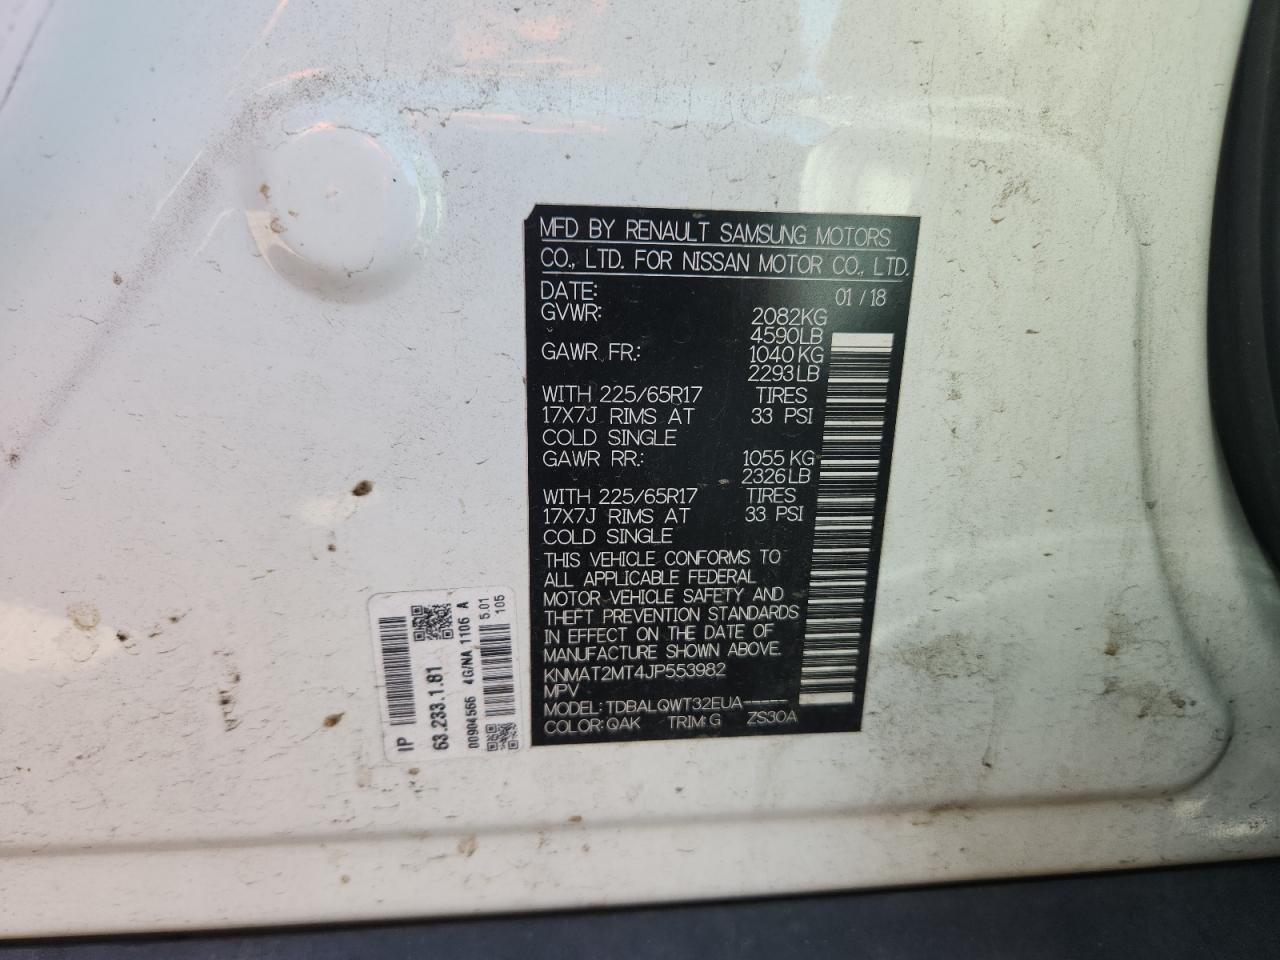 MFD BY RENAULT SAMSUNG MOTORS
CO., LTD. FOR NISSAN MOTOR CO., LTD.
DATE: 01 / 18
GVWR: 2082KG
4590LB
GAWR FR.: 1040KG
2293LB
WITH 225/65R17 TIRES
17X7J RIMS AT 33 PSI
COLD SINGLE
GAWR RR.: 1055KG
2326LB
WITH 225/65R17 TIRES
17X7J RIMS AT 33 PSI
COLD SINGLE
THIS VEHICLE CONFORMS TO
ALL APPLICABLE FEDERAL
MOTOR VEHICLE SAFETY AND
THEFT PREVENTION STANDARDS
IN EFFECT ON THE DATE OF
MANUFACTURE SHOWN ABOVE.
KNMAT2MT4JP553982
MPV
MODEL: TDBALQWT32EUA-----
COLOR: QAK TRIM: G ZS30A
IP
63.233.1.81
00904566 4G/NA 1106 A
5.01
105